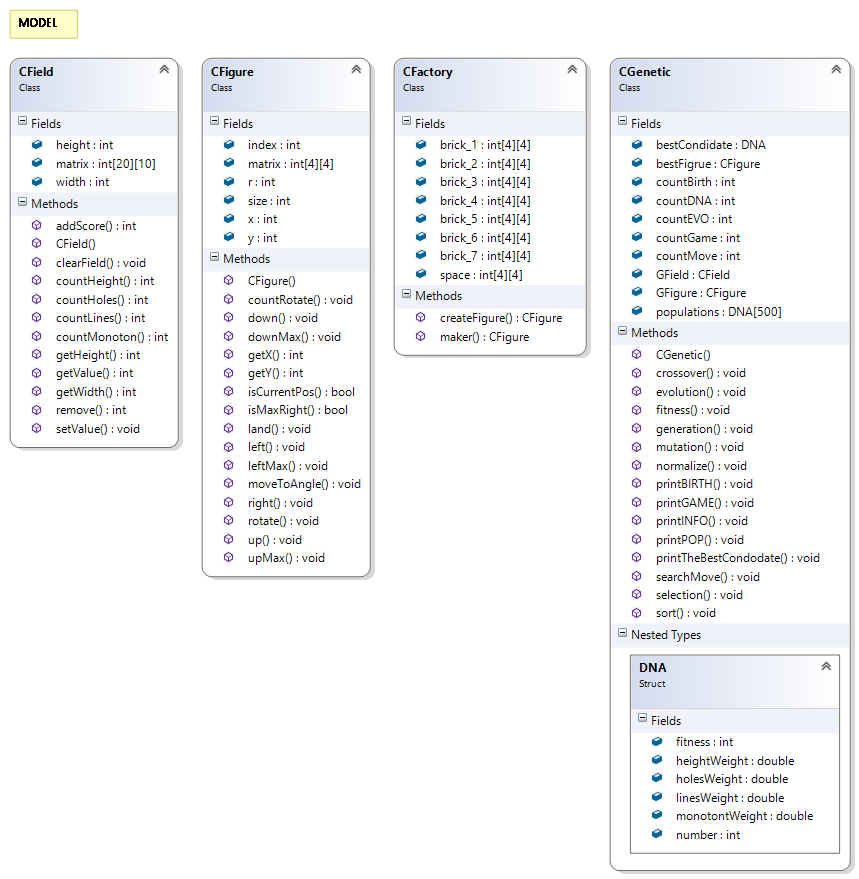 MODEL
CField
Class
Fields
height : int
matrix : int[20][10]
width : int
Methods
addScore() : int
CField()
clearField() : void
countHeight() : int
countHoles() : int
countLines() : int
countMonoton() : int
getHeight() : int
getValue() : int
getWidth() : int
remove() : int
setValue() : void
CFigure
Class
Fields
index : int
matrix : int[4][4]
r : int
size : int
x : int
y : int
Methods
CFigure()
countRotate() : void
down() : void
downMax() : void
getX() : int
getY() : int
isCurrentPos() : bool
isMaxRight() : bool
land() : void
left() : void
leftMax() : void
moveToAngle() : void
right() : void
rotate() : void
up() : void
upMax() : void
CFactory
Class
Fields
brick_1 : int[4][4]
brick_2 : int[4][4]
brick_3 : int[4][4]
brick_4 : int[4][4]
brick_5 : int[4][4]
brick_6 : int[4][4]
brick_7 : int[4][4]
space : int[4][4]
Methods
createFigure() : CFigure
maker() : CFigure
CGenetic
Class
Fields
bestCondidate : DNA
bestFigrue : CFigure
countBirth : int
countDNA : int
countEVO : int
countGame : int
countMove : int
GField : CField
GFigure : CFigure
populations : DNA[500]
Methods
CGenetic()
crossover() : void
evolution() : void
fitness() : void
generation() : void
mutation() : void
normalize() : void
printBIRTH() : void
printGAME() : void
printINFO() : void
printPOP() : void
printTheBestCondodate() : void
searchMove() : void
selection() : void
sort() : void
Nested Types
DNA
Struct
Fields
fitness : int
heightWeight : double
holesWeight : double
linesWeight : double
monotontWeight : double
number : int